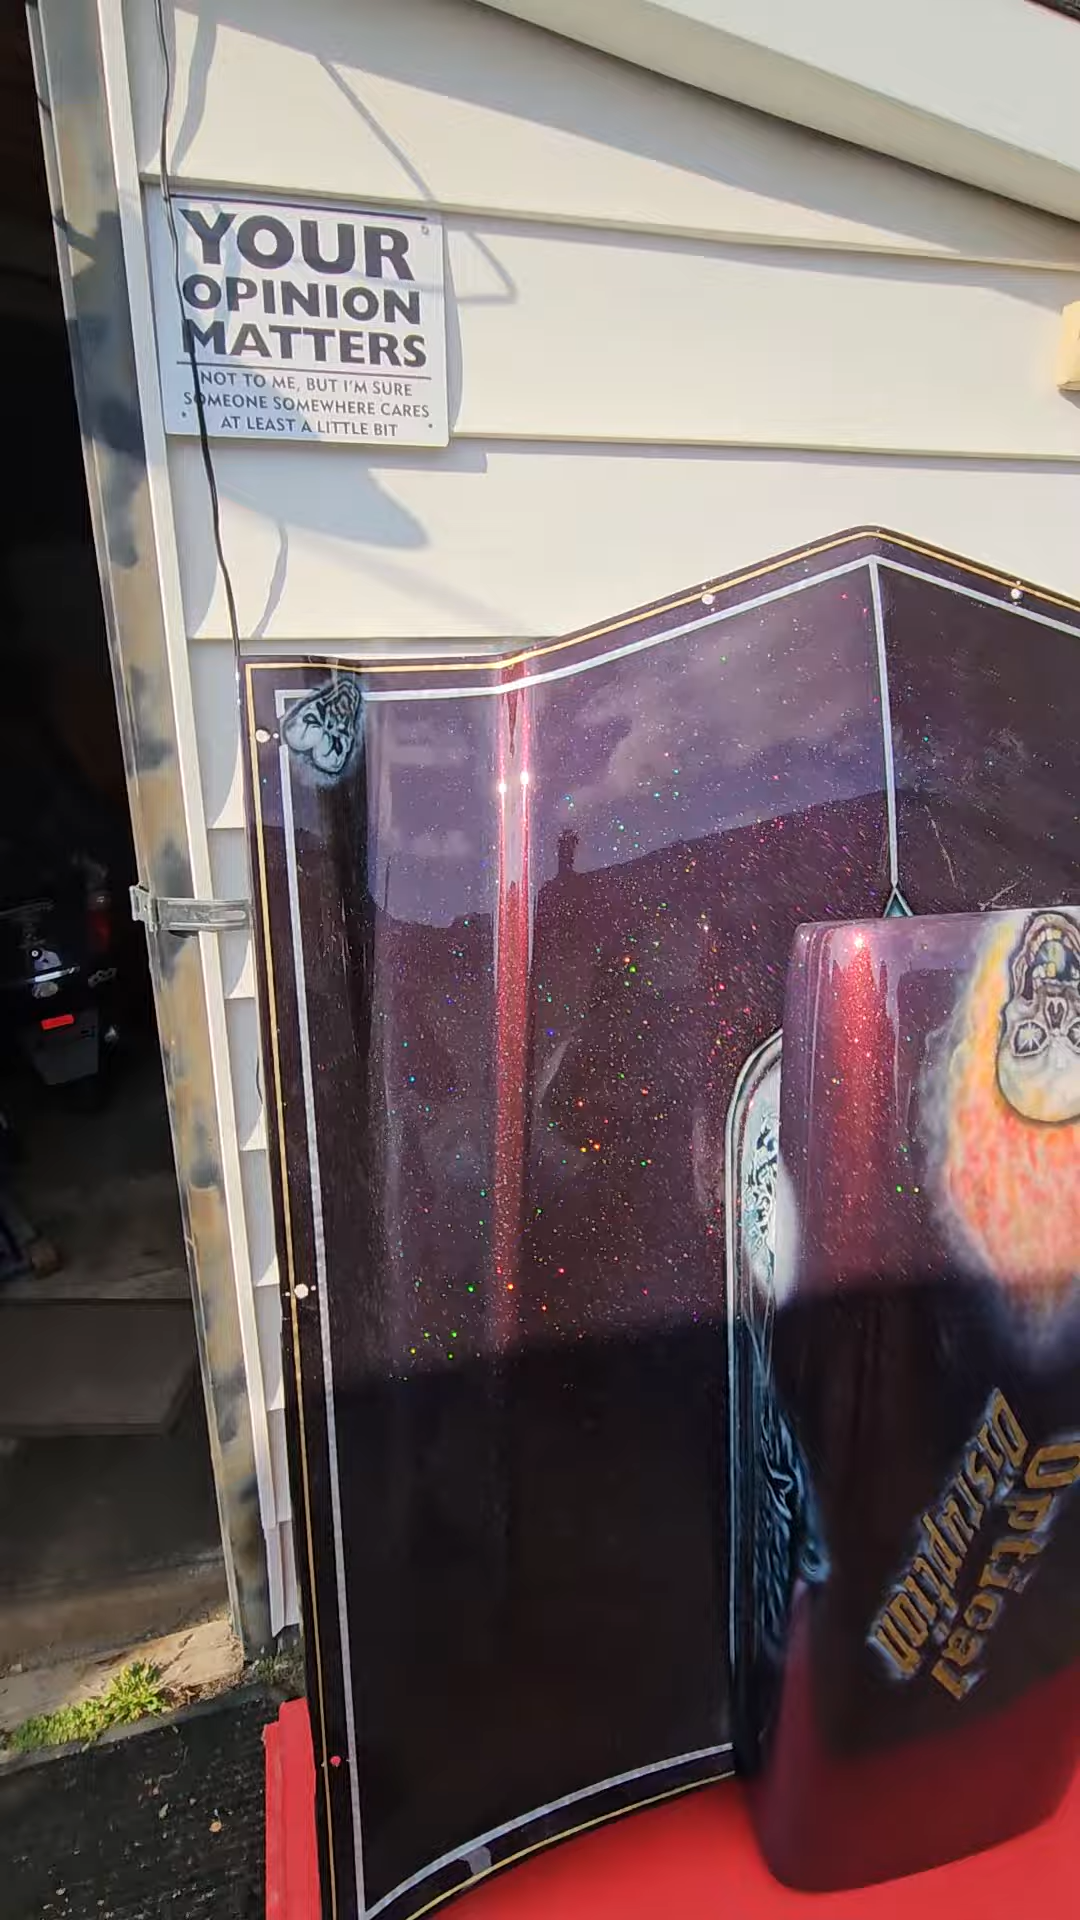 YOUR
OPINION
MATTERS
NOT TO ME, BUT I'M SURE
SOMEONE SOMEWHERE CARES
AT LEAST A LITTLE BIT
Optical
Disruption